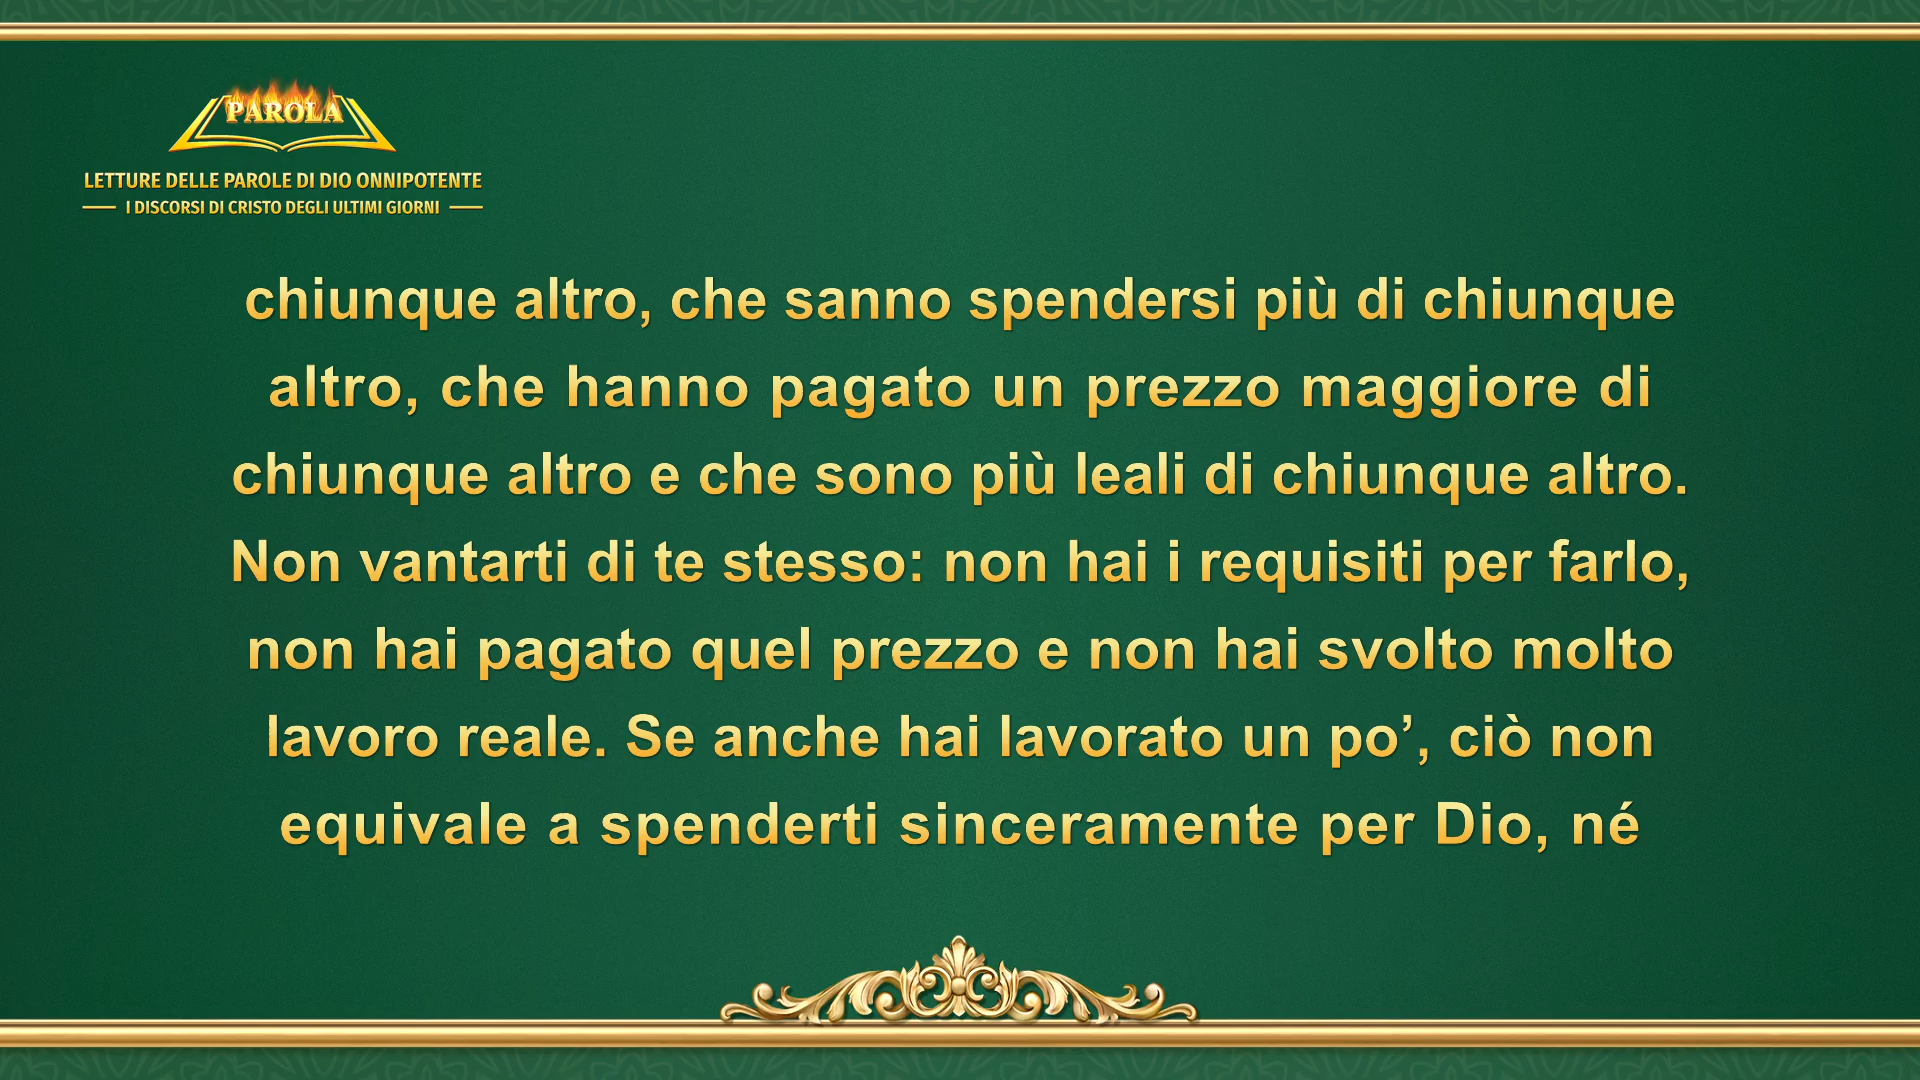 PAROLA
LETTURE DELLE PAROLE DI DIO ONNIPOTENTE
I DISCORSI DI CRISTO DEGLI ULTIMI GIORNI
chiunque altro, che sanno spendersi più di chiunque
altro, che hanno pagato un prezzo maggiore di
chiunque altro e che sono più leali di chiunque altro.
Non vantarti di te stesso: non hai i requisiti per farlo,
non hai pagato quel prezzo e non hai svolto molto
lavoro reale. Se anche hai lavorato un po’, ciò non
equivale a spenderti sinceramente per Dio, né